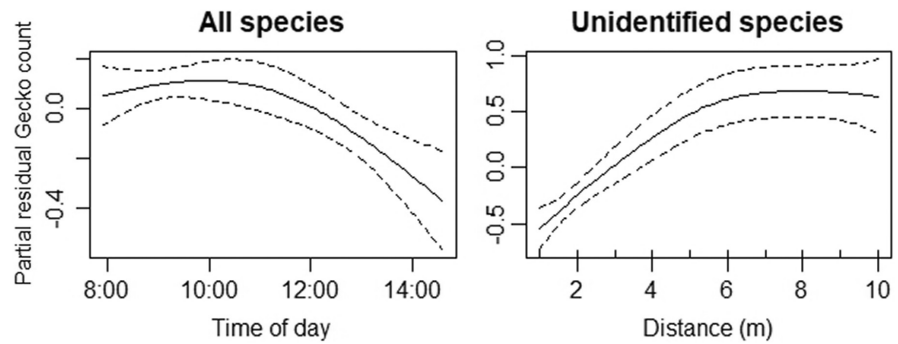 All species
Unidentified species
Partial residual Gecko count
0.0
-0.4
8:00 10:00 12:00 14:00
Time of day
1.0
0.5
0.0
-0.5
2 4 6 8 10
Distance (m)